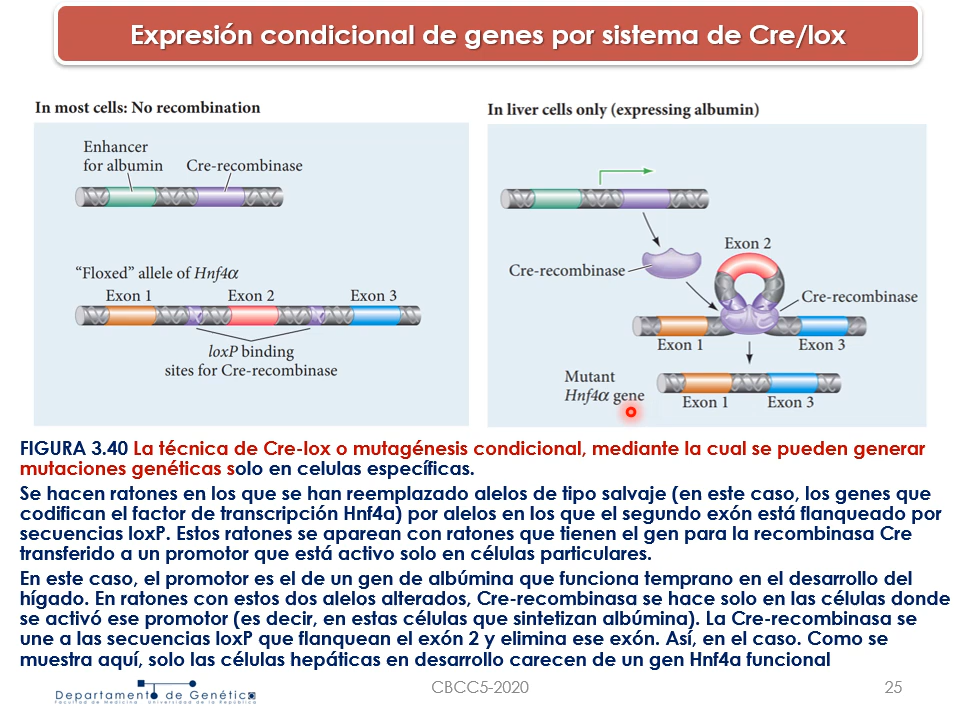 Expresión condicional de genes por sistema de Cre/lox
In most cells: No recombination
Enhancer
for albumin
Cre-recombinase
"Floxed" allele of Hnf4α
Exon 1
Exon 2
Exon 3
loxP binding
sites for Cre-recombinase
In liver cells only (expressing albumin)
Cre-recombinase
Exon 2
Cre-recombinase
Exon 1
Exon 3
Mutant
Hnf4α gene
Exon 1
Exon 3
FIGURA 3.40 La técnica de Cre-lox o mutagénesis condicional, mediante la cual se pueden generar
mutaciones genéticas solo en celulas específicas.
Se hacen ratones en los que se han reemplazado alelos de tipo salvaje (en este caso, los genes que
codifican el factor de transcripción Hnf4a) por alelos en los que el segundo exón está flanqueado por
secuencias loxP. Estos ratones se aparean con ratones que tienen el gen para la recombinasa Cre
transferido a un promotor que está activo solo en células particulares.
En este caso, el promotor es el de un gen de albúmina que funciona temprano en el desarrollo del
hígado. En ratones con estos dos alelos alterados, Cre-recombinasa se hace solo en las células donde
se activó ese promotor (es decir, en estas células que sintetizan albúmina). La Cre-recombinasa se
une a las secuencias loxP que flanquean el exón 2 y elimina ese exón. Así, en el caso. Como se
muestra aquí, solo las células hepáticas en desarrollo carecen de un gen Hnf4a funcional
Departamento de Genética
Facultad de Medicina Universidad de la República
CBCC5-2020
25